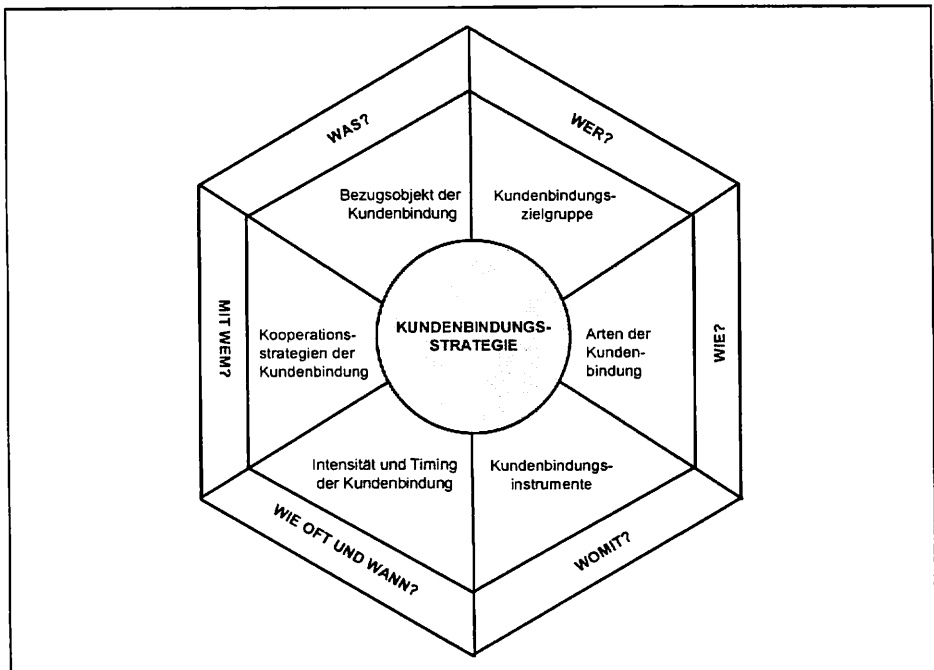 WAS?
WER?
Bezugsobjekt der
Kundenbindung
Kundenbindungs-
zielgruppe
MIT WEM?
Kooperations-
strategien der
Kundenbindung
KUNDENBINDUNGS-
STRATEGIE
Arten der
Kunden-
bindung
WIE?
Intensität und Timing
der Kundenbindung
Kundenbindungs-
instrumente
WIE OFT UND WANN?
WOMIT?